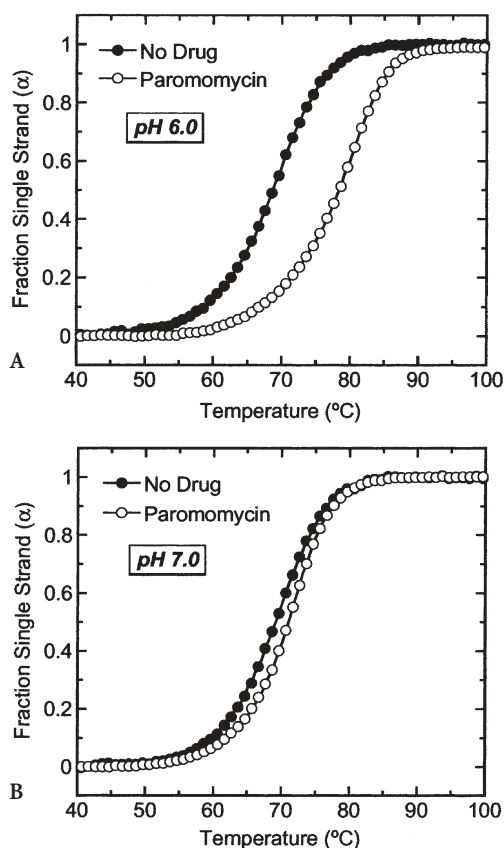 1
No Drug
Paromomycin
0.8
pH 6.0
0.6
0.4
0.2
0
Fraction Single Strand (α)
A
40 50 60 70 80 90 100
Temperature (ºC)
1
No Drug
Paromomycin
0.8
pH 7.0
0.6
0.4
0.2
0
Fraction Single Strand (α)
B
40 50 60 70 80 90 100
Temperature (ºC)